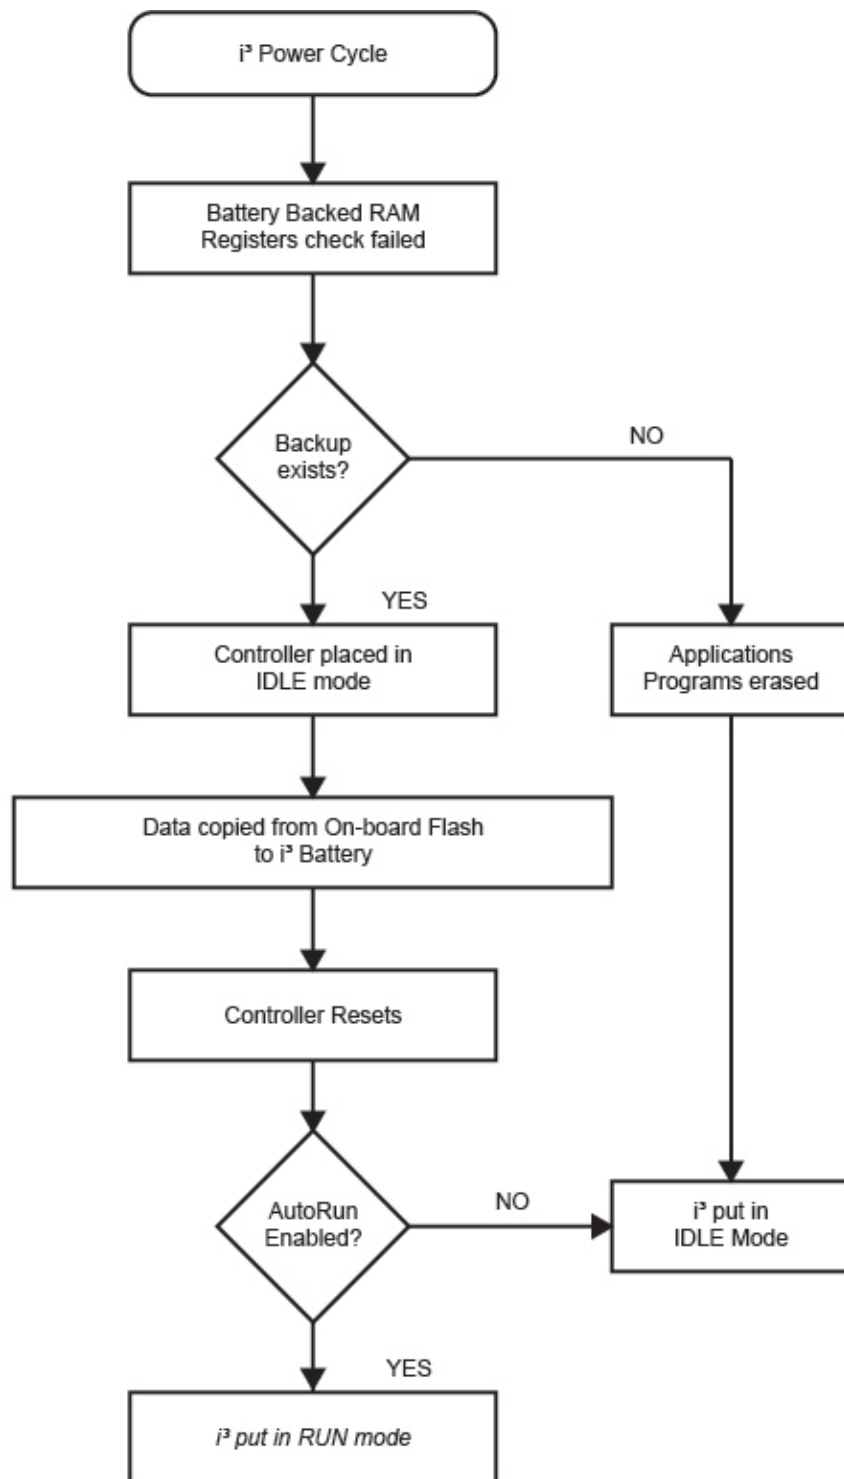 i³ Power Cycle
Battery Backed RAM
Registers check failed
Backup
exists?
NO
YES
Controller placed in
IDLE mode
Applications
Programs erased
Data copied from On-board Flash
to i³ Battery
Controller Resets
AutoRun
Enabled?
NO
i³ put in
IDLE Mode
YES
i³ put in RUN mode